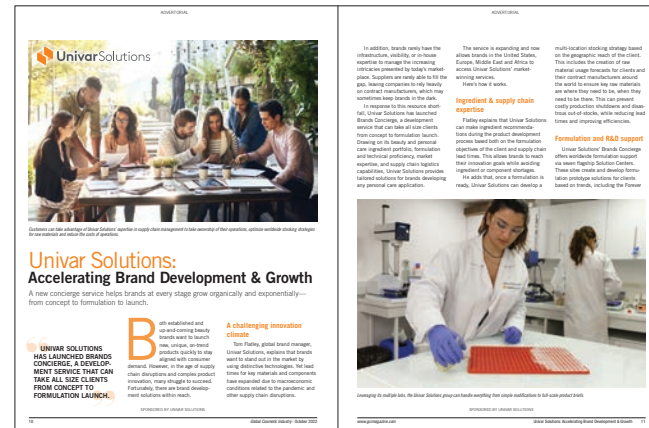 ADVERTORIAL
UnivarSolutions
Customers can take advantage of Univar Solutions' expertise in supply chain management to take ownership of their operations, optimize worldwide stocking strategies
for raw materials and reduce the costs of operations.
Univar Solutions:
Accelerating Brand Development & Growth
A new concierge service helps brands at every stage grow organically and exponentially—
from concept to formulation to launch.
UNIVAR SOLUTIONS
HAS LAUNCHED BRANDS
CONCIERGE, A DEVELOP-
MENT SERVICE THAT CAN
TAKE ALL SIZE CLIENTS
FROM CONCEPT TO
FORMULATION LAUNCH.
Both established and
up-and-coming beauty
brands want to launch
new, unique, on-trend
products quickly to stay
aligned with consumer
demand. However, in the age of supply
chain disruptions and complex product
innovation, many struggle to succeed.
Fortunately, there are brand develop-
ment solutions within reach.
A challenging innovation
climate
Tom Flatley, global brand manager,
Univar Solutions, explains that brands
want to stand out in the market by
using distinctive technologies. Yet lead
times for key materials and components
have expanded due to macroeconomic
conditions related to the pandemic and
other supply chain disruptions.
SPONSORED BY UNIVAR SOLUTIONS
10
Global Cosmetic Industry October 2022
ADVERTORIAL
In addition, brands rarely have the
infrastructure, visibility, or in-house
expertise to manage the increasing
intricacies presented by today's market-
place. Suppliers are rarely able to fill the
gap, leaving companies to rely heavily
on contract manufacturers, which may
sometimes keep brands in the dark.
In response to this resource short-
fall, Univar Solutions has launched
Brands Concierge, a development
service that can take all size clients
from concept to formulation launch.
Drawing on its beauty and personal
care ingredient portfolio, formulation
and technical proficiency, market
expertise, and supply chain logistics
capabilities, Univar Solutions provides
tailored solutions for brands developing
any personal care application.
The service is expanding and now
allows brands in the United States,
Europe, Middle East and Africa to
access Univar Solutions' market-
winning services.
Here's how it works.
Ingredient & supply chain
expertise
Flatley explains that Univar Solutions
can make ingredient recommenda-
tions during the product development
process based both on the formulation
objectives of the client and supply chain
lead times. This allows brands to reach
their innovation goals while avoiding
ingredient or component shortages.
He adds that, once a formulation is
ready, Univar Solutions can develop a
multi-location stocking strategy based
on the geographic reach of the client.
This includes the creation of raw
material usage forecasts for clients and
their contract manufacturers around
the world to ensure key raw materials
are where they need to be, when they
need to be there. This can prevent
costly production shutdowns and disas-
trous out-of-stocks, while reducing lead
times and improving efficiencies.
Formulation and R&D support
Univar Solutions' Brands Concierge
offers worldwide formulation support
via seven flagship Solution Centers.
These sites create and develop formu-
lation prototype solutions for clients
based on trends, including the Forever
Leveraging its multiple labs, the Univar Solutions group can handle everything from simple modifications to full-scale product briefs.
SPONSORED BY UNIVAR SOLUTIONS
www.gcimagazine.com
Univar Solutions: Accelerating Brand Development & Growth 11